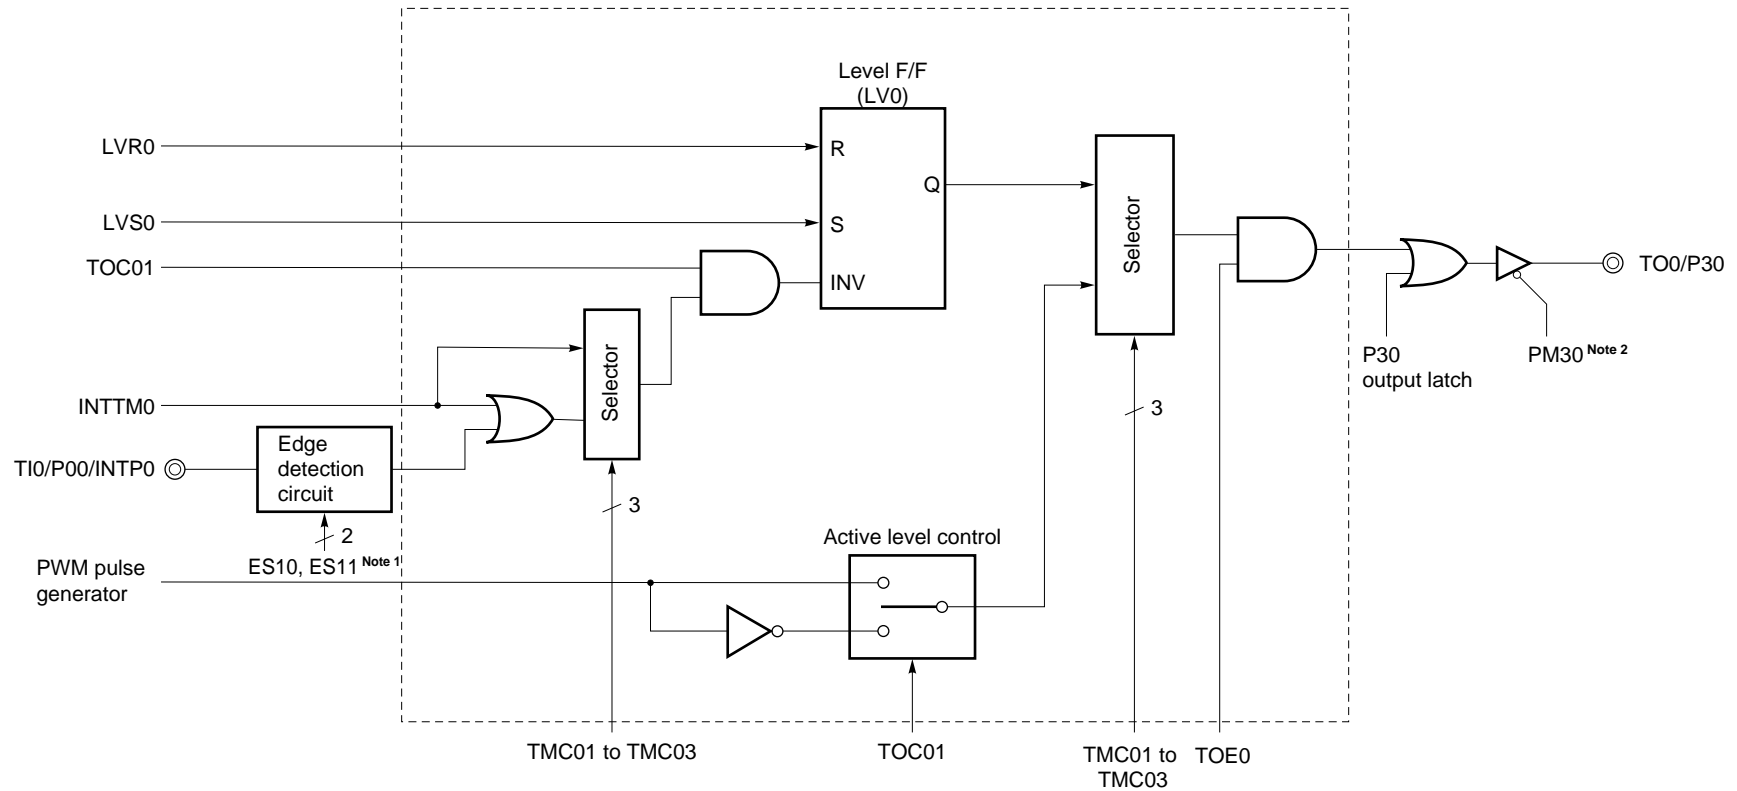 Level F/F
(LV0)
LVR0
R
Q
LVS0
S
TOC01
INV
Selector
TO0/P30
P30
output latch
PM30 Note 2
Selector
INTTM0
3
Edge
detection
circuit
TI0/P00/INTP0
3
2
ES10, ES11 Note 1
Active level control
PWM pulse
generator
TMC01 to TMC03
TOC01
TMC01 to
TMC03
TOE0